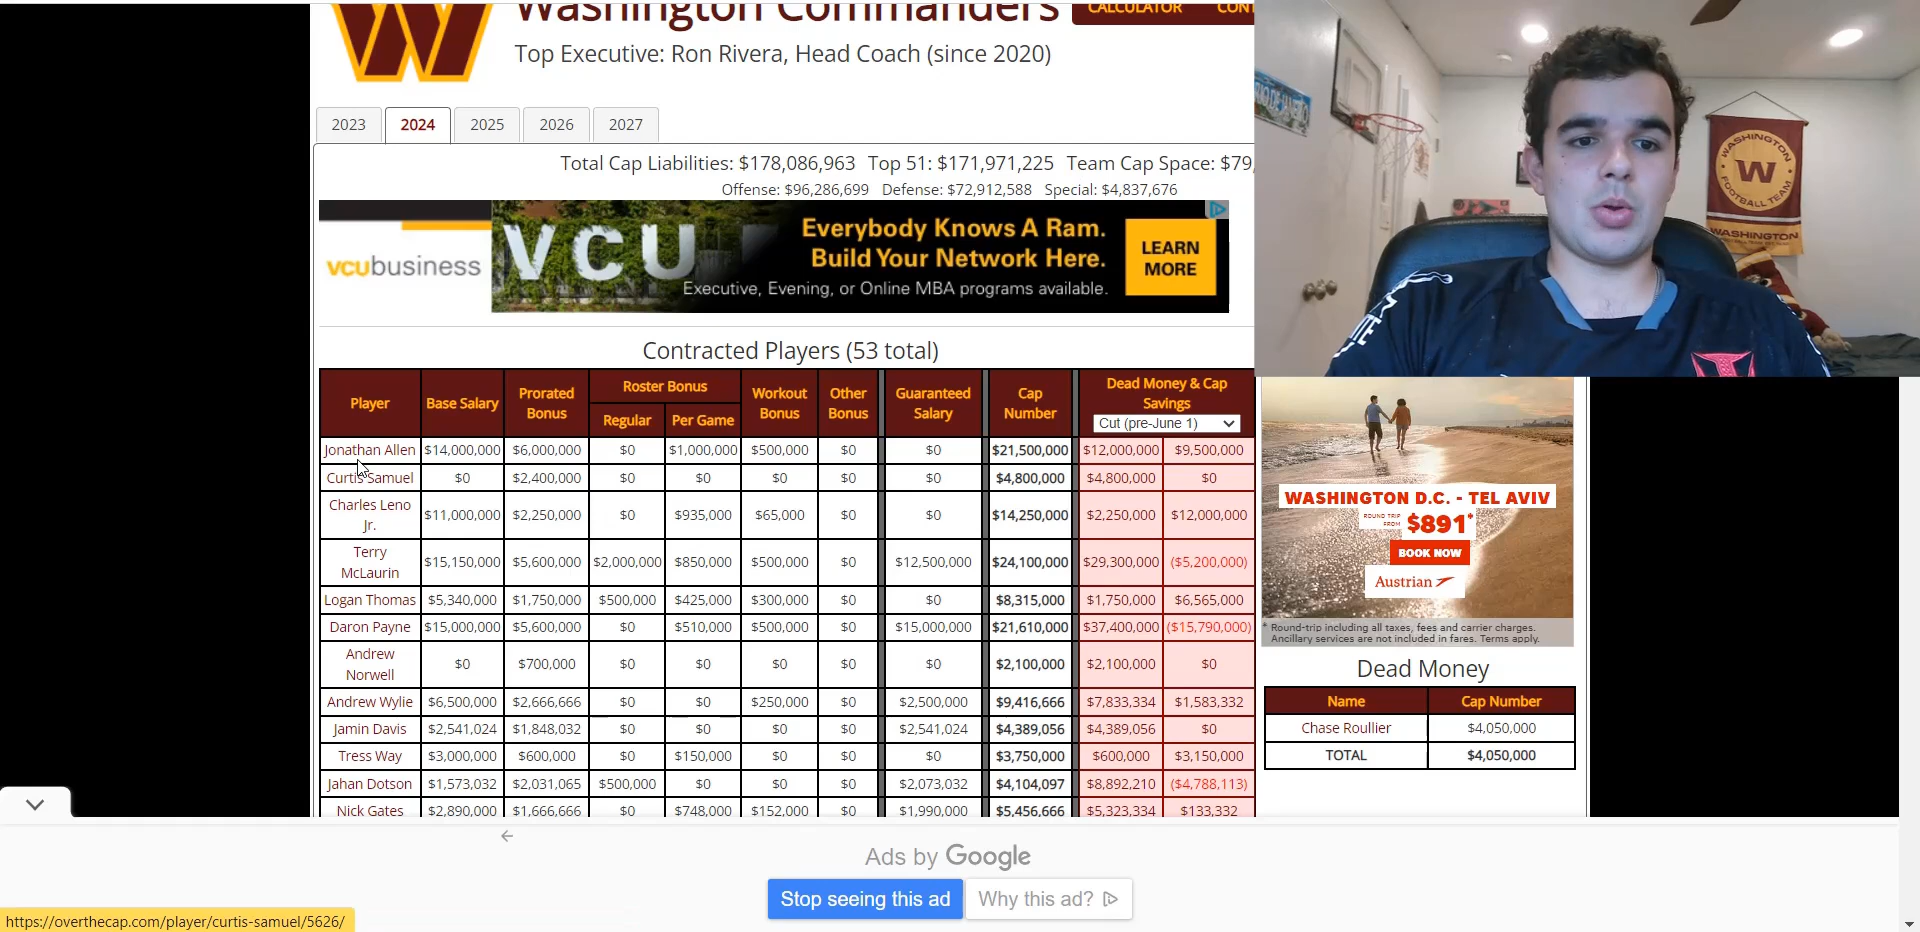 Washington Commanders
CALCULATOR
Top Executive: Ron Rivera, Head Coach (since 2020)
2023 2024 2025 2026 2027
Total Cap Liabilities: $178,086,963 Top 51: $171,971,225 Team Cap Space: $79,
Offense: $96,286,699 Defense: $72,912,588 Special: $4,837,676
vcubusiness
VCU
Everybody Knows A Ram.
Build Your Network Here.
Executive, Evening, or Online MBA programs available.
LEARN
MORE
Contracted Players (53 total)
Player Base Salary Prorated Bonus Roster Bonus Regular Per Game Workout Bonus Other Bonus Guaranteed Salary Cap Number Dead Money & Cap Savings
Cut (pre-June 1)
Jonathan Allen $14,000,000 $6,000,000 $0 $1,000,000 $500,000 $0 $0 $21,500,000 $12,000,000 $9,500,000
Curtis Samuel $0 $2,400,000 $0 $0 $0 $0 $0 $4,800,000 $4,800,000 $0
Charles Leno Jr. $11,000,000 $2,250,000 $0 $935,000 $65,000 $0 $0 $14,250,000 $2,250,000 $12,000,000
Terry McLaurin $15,150,000 $5,600,000 $2,000,000 $850,000 $500,000 $0 $12,500,000 $24,100,000 $29,300,000 ($5,200,000)
Logan Thomas $5,340,000 $1,750,000 $500,000 $425,000 $300,000 $0 $0 $8,315,000 $1,750,000 $6,565,000
Daron Payne $15,000,000 $5,600,000 $0 $510,000 $500,000 $0 $15,000,000 $21,610,000 $37,400,000 ($15,790,000)
Andrew Norwell $0 $700,000 $0 $0 $0 $0 $0 $2,100,000 $2,100,000 $0
Andrew Wylie $6,500,000 $2,666,666 $0 $0 $250,000 $0 $2,500,000 $9,416,666 $7,833,334 $1,583,332
Jamin Davis $2,541,024 $1,848,032 $0 $0 $0 $0 $2,541,024 $4,389,056 $4,389,056 $0
Tress Way $3,000,000 $600,000 $0 $150,000 $0 $0 $0 $3,750,000 $600,000 $3,150,000
Jahan Dotson $1,573,032 $2,031,065 $500,000 $0 $0 $0 $2,073,032 $4,104,097 $8,892,210 ($4,788,113)
Nick Gates $2,890,000 $1,666,666 $0 $748,000 $152,000 $0 $1,990,000 $5,456,666 $5,323,334 $133,332
WASHINGTON
W
FOOTBALL TEAM
WASHINGTON
WASHINGTON D.C. - TEL AVIV
ROUND TRIP
FROM
$891*
BOOK NOW
Austrian
* Round-trip including all taxes, fees and carrier charges.
Ancillary services are not included in fares. Terms apply.
Dead Money
Name Cap Number
Chase Roullier $4,050,000
TOTAL $4,050,000
Ads by Google
Stop seeing this ad Why this ad?
https://overthecap.com/player/curtis-samuel/5626/